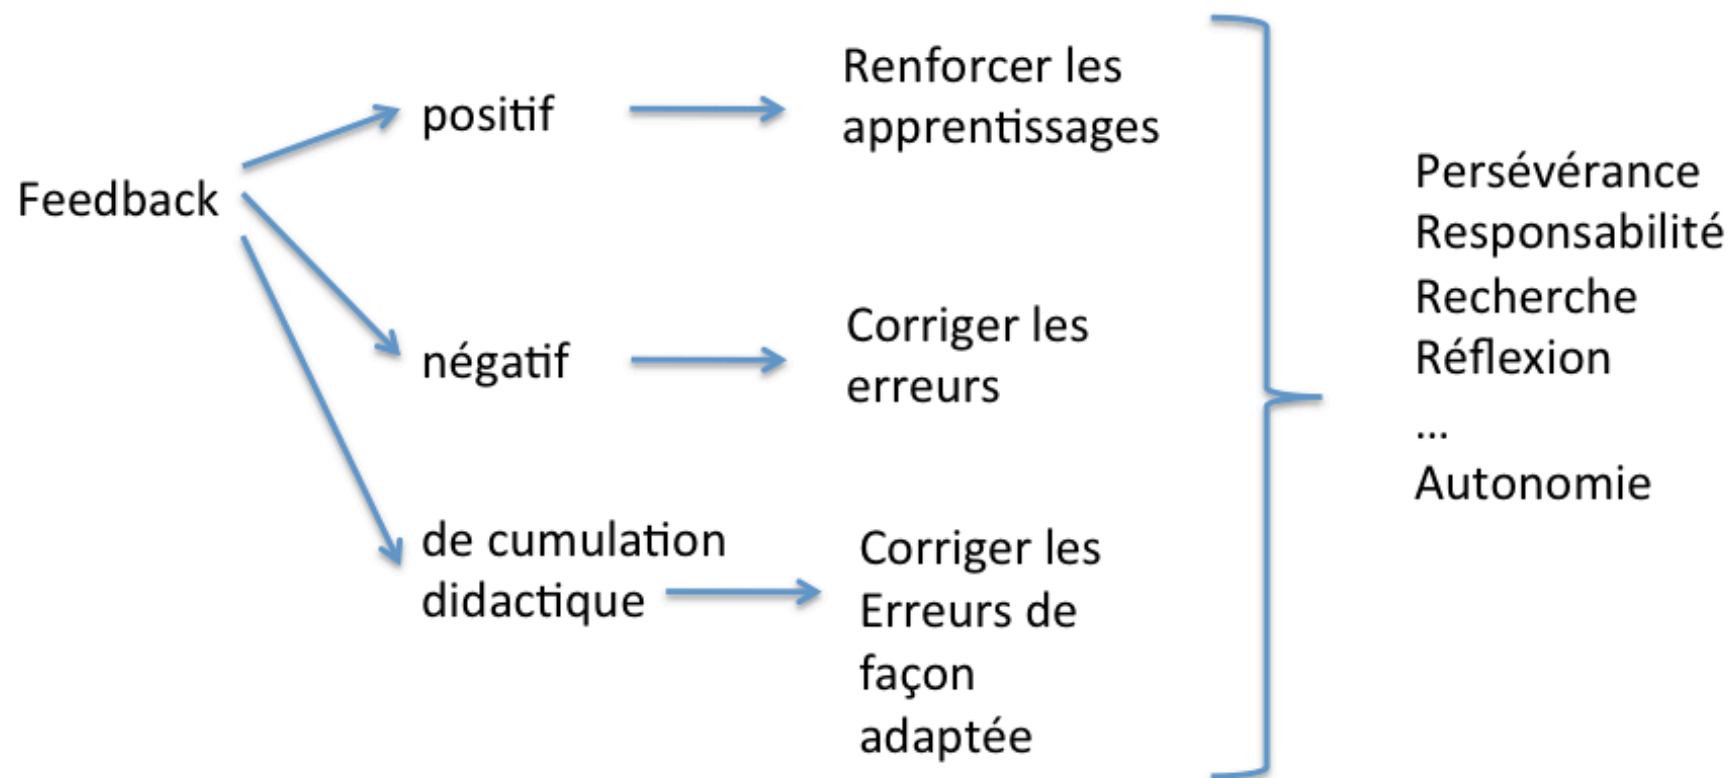 Feedback
positif
Renforcer les
apprentissages
négatif
Corriger les
erreurs
de cumulation
didactique
Corriger les
Erreurs de
façon
adaptée
Persévérance
Responsabilité
Recherche
Réflexion
...
Autonomie